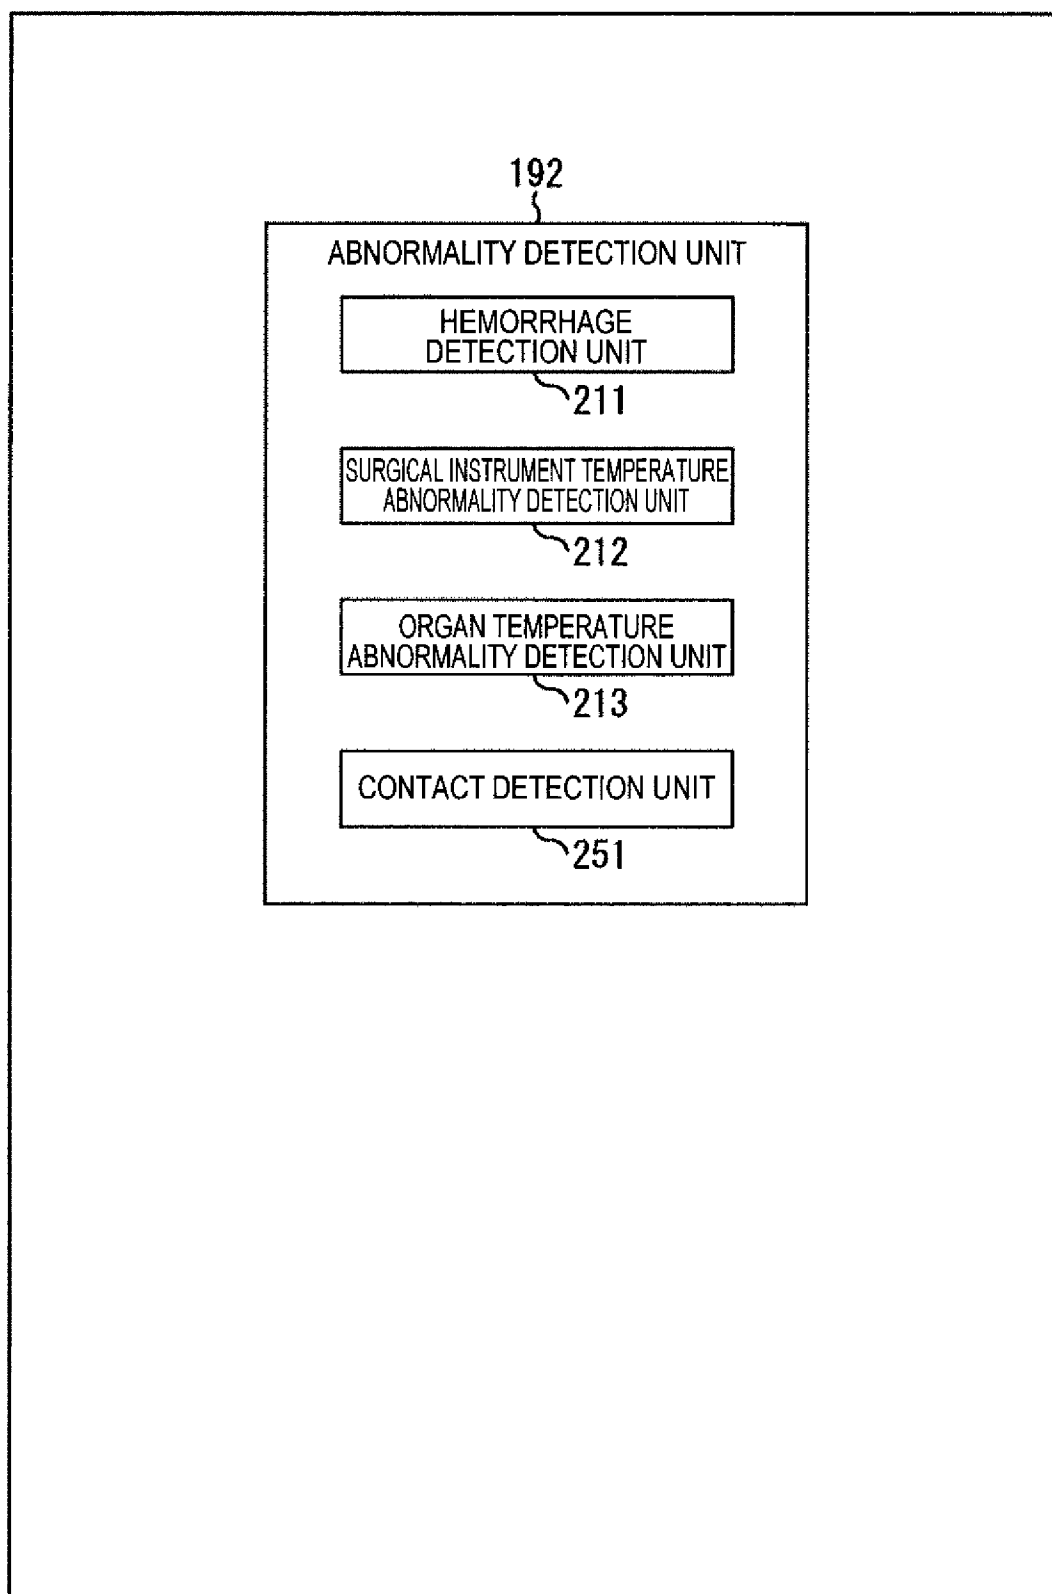 192
ABNORMALITY DETECTION UNIT
HEMORRHAGE
DETECTION UNIT
211
SURGICAL INSTRUMENT TEMPERATURE
ABNORMALITY DETECTION UNIT
212
ORGAN TEMPERATURE
ABNORMALITY DETECTION UNIT
213
CONTACT DETECTION UNIT
251